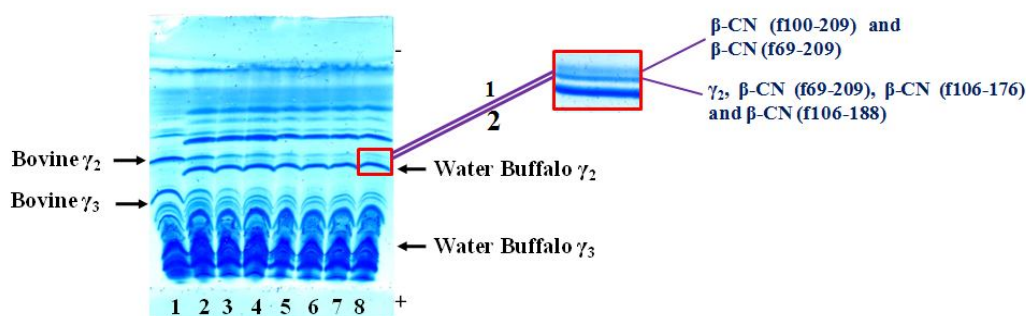 β-CN (f100-209) and
β-CN (f69-209)
-
1
2
γ₂, β-CN (f69-209), β-CN (f106-176)
and β-CN (f106-188)
Bovine γ₂
Water Buffalo γ₂
Bovine γ₃
Water Buffalo γ₃
1 2 3 4 5 6 7 8
+